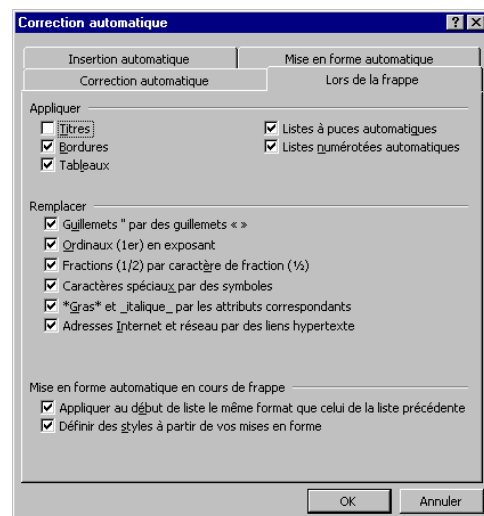 Correction automatique
Insertion automatique Mise en forme automatique
Correction automatique Lors de la frappe
Appliquer
Titres Listes à puces automatiques
Bordures Listes numérotées automatiques
Tableaux
Remplacer
Guillemets " par des guillemets « »
Ordinaux (1er) en exposant
Fractions (1/2) par caractère de fraction (½)
Caractères spéciaux par des symboles
*Gras* et _italique_ par les attributs correspondants
Adresses Internet et réseau par des liens hypertexte
Mise en forme automatique en cours de frappe
Appliquer au début de liste le même format que celui de la liste précédente
Définir des styles à partir de vos mises en forme
OK Annuler